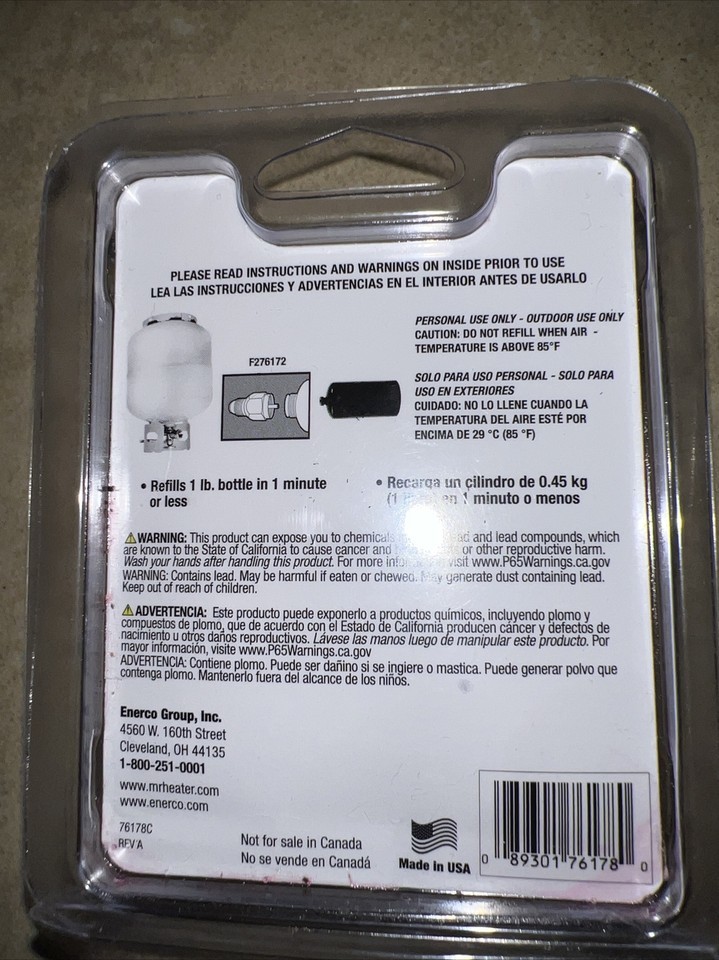 PLEASE READ INSTRUCTIONS AND WARNINGS ON INSIDE PRIOR TO USE
LEA LAS INSTRUCCIONES Y ADVERTENCIAS EN EL INTERIOR ANTES DE USARLO
PERSONAL USE ONLY - OUTDOOR USE ONLY
CAUTION: DO NOT REFILL WHEN AIR -
TEMPERATURE IS ABOVE 85°F
F276172
SOLO PARA USO PERSONAL - SOLO PARA
USO EN EXTERIORES
CUIDADO: NO LO LLENE CUANDO LA
TEMPERATURA DEL AIRE ESTÉ POR
ENCIMA DE 29 °C (85 °F)
• Refills 1 lb. bottle in 1 minute
or less
• Recarga un cilindro de 0.45 kg
(1 en 1 minuto o menos
⚠WARNING: This product can expose you to chemicals and lead compounds, which
are known to the State of California to cause cancer and or other reproductive harm.
Wash your hands after handling this product. For more visit www.P65Warnings.ca.gov
WARNING: Contains lead. May be harmful if eaten or chewed. May generate dust containing lead.
Keep out of reach of children.
⚠ADVERTENCIA: Este producto puede exponerlo a productos químicos, incluyendo plomo y
compuestos de plomo, que de acuerdo con el Estado de California producen cáncer y defectos de
nacimiento u otros daños reproductivos. Lávese las manos luego de manipular este producto. Por
mayor información, visite www.P65Warnings.ca.gov
ADVERTENCIA: Contiene plomo. Puede ser dañino si se ingiere o mastica. Puede generar polvo que
contenga plomo. Mantenerlo fuera del alcance de los niños.
Enerco Group, Inc.
4560 W. 160th Street
Cleveland, OH 44135
1-800-251-0001
www.mrheater.com
www.enerco.com
76178C
REV A
Not for sale in Canada
No se vende en Canadá
Made in USA
0 89301 76178 0